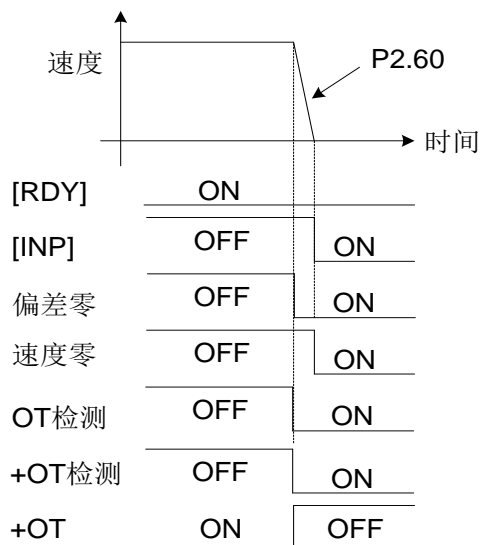 速度
P2.60
时间
[RDY] ON
[INP] OFF ON
偏差零 OFF ON
速度零 OFF ON
OT检测 OFF ON
+OT检测 OFF ON
+OT ON OFF